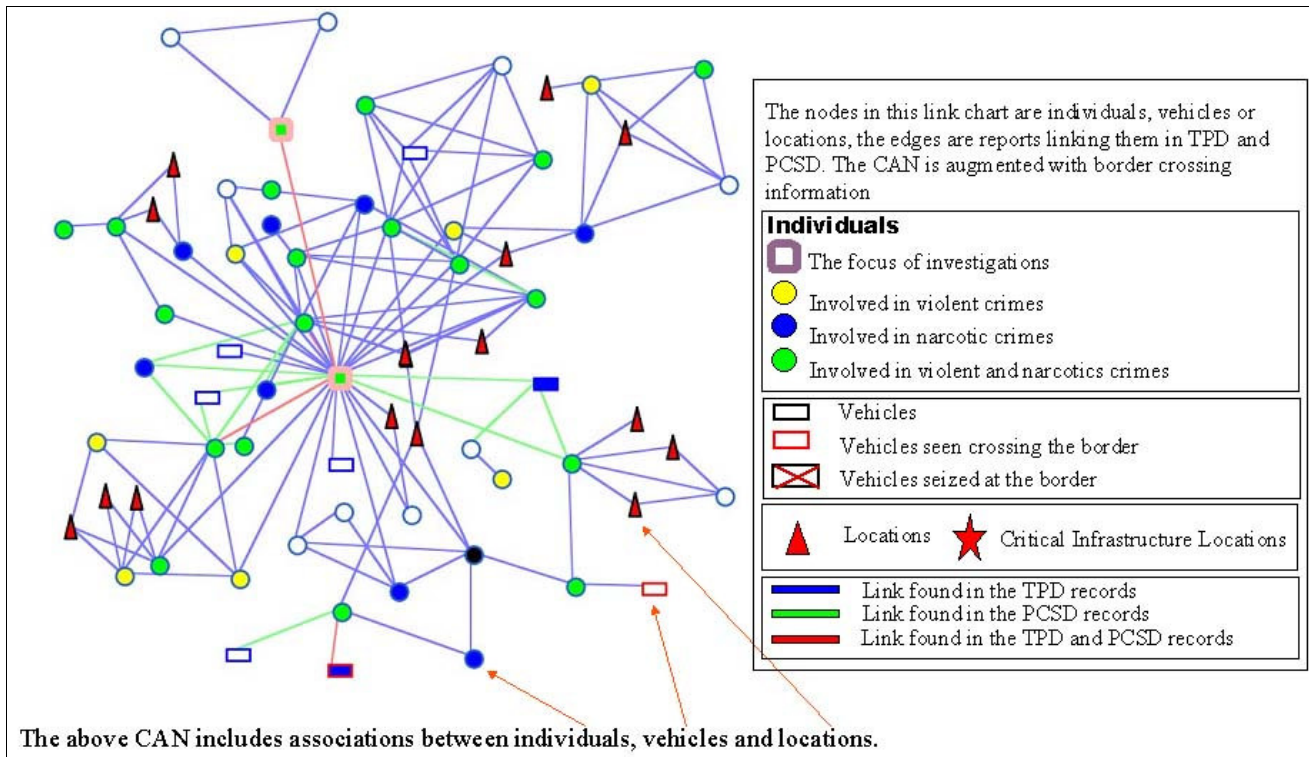 The nodes in this link chart are individuals, vehicles or
locations, the edges are reports linking them in TPD and
PCSD. The CAN is augmented with border crossing
information
Individuals
The focus of investigations
Involved in violent crimes
Involved in narcotic crimes
Involved in violent and narcotics crimes
Vehicles
Vehicles seen crossing the border
Vehicles seized at the border
Locations Critical Infrastructure Locations
Link found in the TPD records
Link found in the PCSD records
Link found in the TPD and PCSD records
The above CAN includes associations between individuals, vehicles and locations.